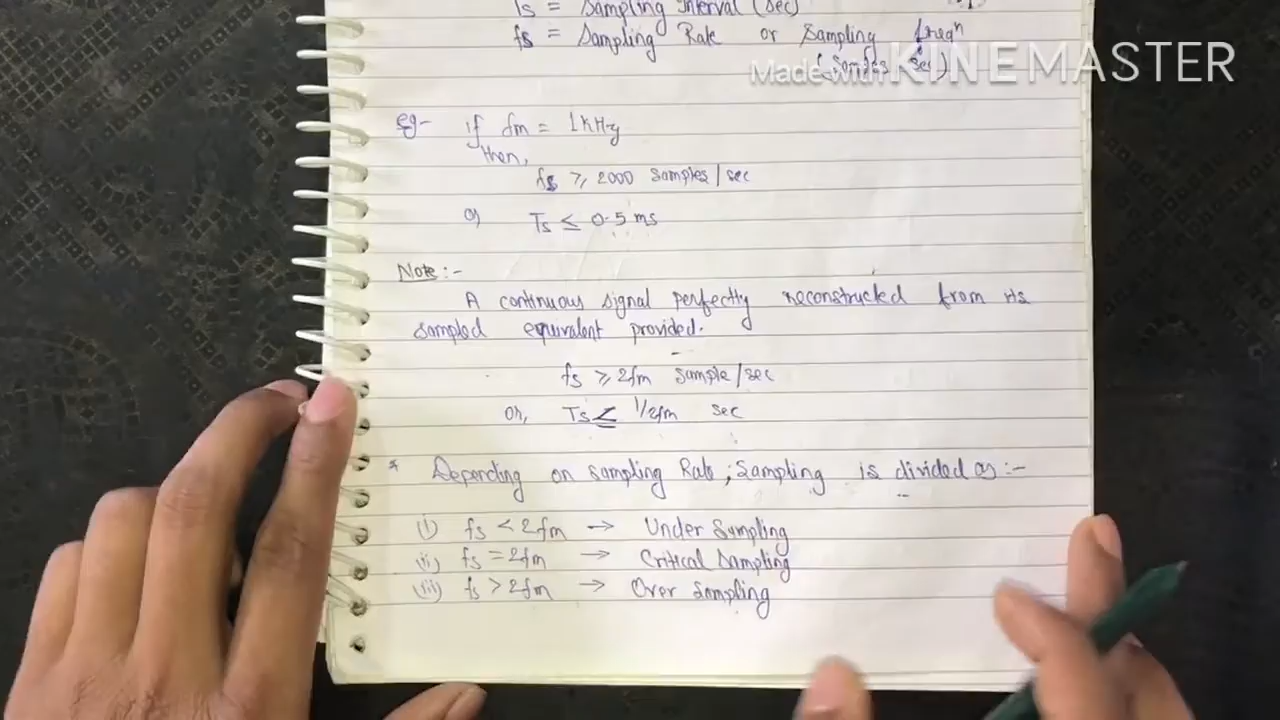 Ts = Sampling Interval (sec)
fs = Sampling Rate or Sampling freqn
(Samples sec)
Made with KINEMASTER
eg- if fm = 1kHz
then,
fs ≥ 2000 samples/sec
or Ts ≤ 0.5 ms
Note:-
A continuous signal perfectly reconstructed from its
sampled equivalent provided.
fs ≥ 2fm sample/sec
or, Ts ≤ 1/2fm sec
* Depending on sampling Rate; Sampling is divided as:-
(i) fs < 2fm → Under Sampling
(ii) fs = 2fm → Critical Sampling
(iii) fs > 2fm → Over Sampling